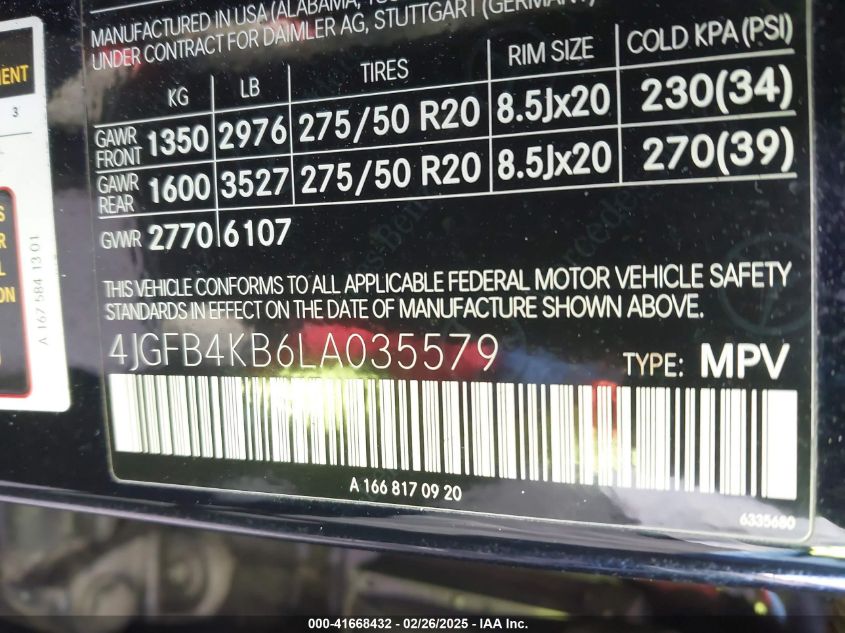 MANUFACTURED IN USA (ALABAMA,
UNDER CONTRACT FOR DAIMLER AG, STUTTGART (GERMANY)
KG LB TIRES RIM SIZE COLD KPA (PSI)
GAWR FRONT 1350 2976 275/50 R20 8.5Jx20 230(34)
GAWR REAR 1600 3527 275/50 R20 8.5Jx20 270(39)
GVWR 2770 6107
THIS VEHICLE CONFORMS TO ALL APPLICABLE FEDERAL MOTOR VEHICLE SAFETY
STANDARDS IN EFFECT ON THE DATE OF MANUFACTURE SHOWN ABOVE.
4JGFB4KB6LA035579 TYPE: MPV
A 166 817 09 20
6335680
3
A 167 584 13 01
000-41668432 - 02/26/2025 - IAA Inc.